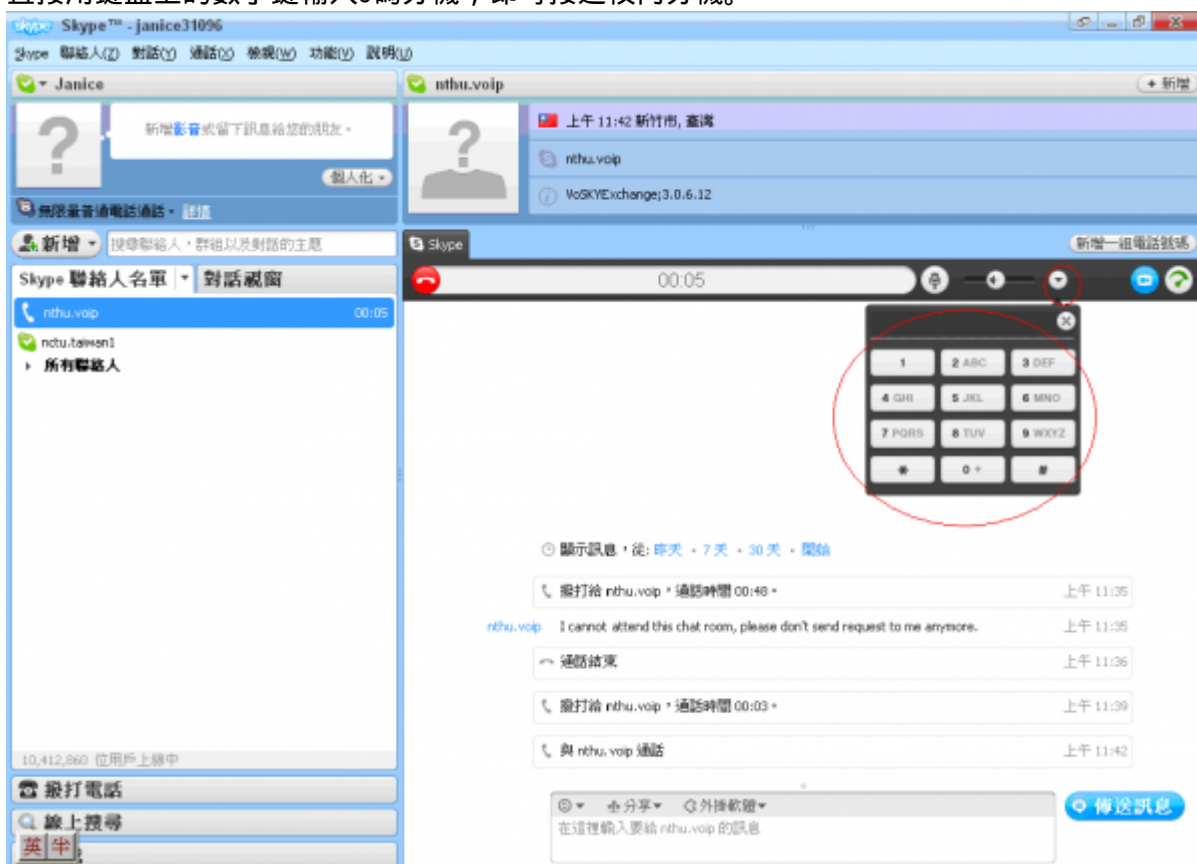 Skype™ - janice31096
Skype 聯絡人(Z) 對話(Y) 通話(X) 檢視(W) 功能(V) 說明(U)
Janice
新增影音或留下訊息給您的朋友。
個人化
無限量普通電話通話。 詳情
新增
搜尋聯絡人，群組以及對話的主題
Skype 聯絡人名單
對話視窗
nthu.voip 00:05
nctu.taiwan1
所有聯絡人
10,412,860 位用戶上線中
撥打電話
線上搜尋
英 半
nthu.voip
+ 新增
上午 11:42 新竹市, 臺灣
nthu.voip
VoSKYExchange;3.0.6.12
Skype
新增一組電話號碼
00:05
1 2 ABC 3 DEF
4 GHI 5 JKL 6 MNO
7 PQRS 8 TUV 9 WXYZ
* 0 + #
顯示訊息，從: 昨天 • 7 天 • 30 天 • 開始
撥打給 nthu.voip，通話時間 00:48。 上午 11:35
nthu.voip I cannot attend this chat room, please don't send request to me anymore. 上午 11:35
通話結束 上午 11:36
撥打給 nthu.voip，通話時間 00:03。 上午 11:39
與 nthu.voip 通話 上午 11:42
分享 外掛軟體
在這裡輸入要給 nthu.voip 的訊息
傳送訊息